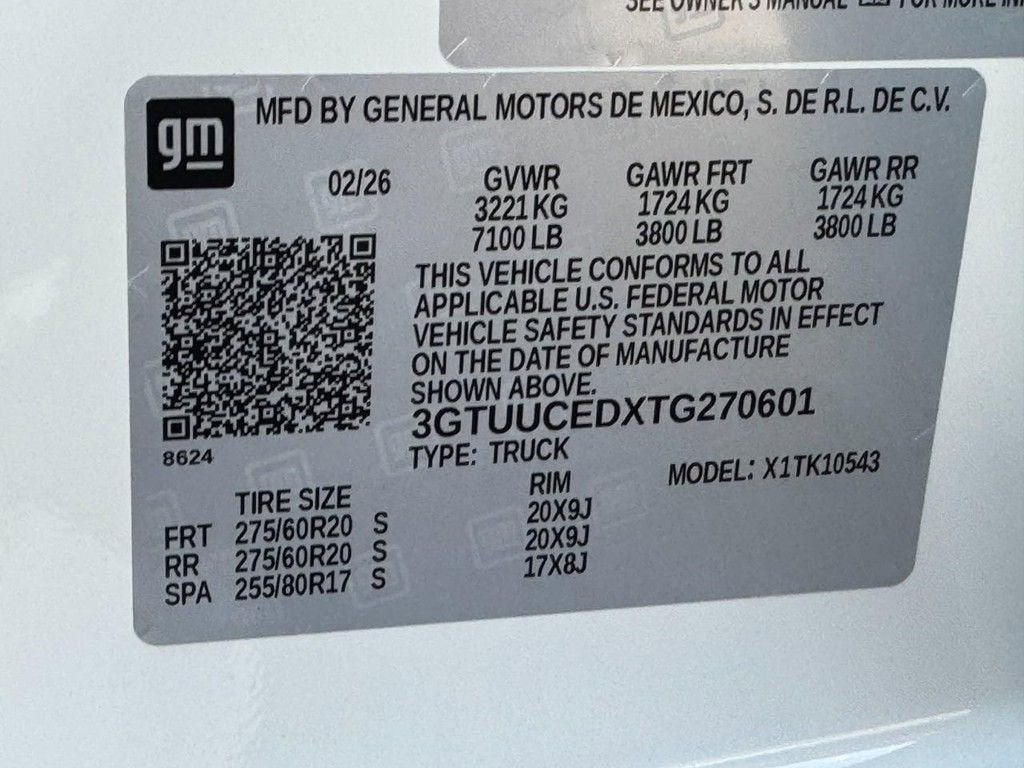 SEE OWNER'S MANUAL FOR MORE
gm
MFD BY GENERAL MOTORS DE MEXICO, S. DE R.L. DE C.V.
02/26 GVWR GAWR FRT GAWR RR
3221 KG 1724 KG 1724 KG
7100 LB 3800 LB 3800 LB
THIS VEHICLE CONFORMS TO ALL
APPLICABLE U.S. FEDERAL MOTOR
VEHICLE SAFETY STANDARDS IN EFFECT
ON THE DATE OF MANUFACTURE
SHOWN ABOVE.
3GTUUCEDXTG270601
8624
TYPE: TRUCK MODEL: X1TK10543
TIRE SIZE RIM
FRT 275/60R20 S 20X9J
RR 275/60R20 S 20X9J
SPA 255/80R17 S 17X8J